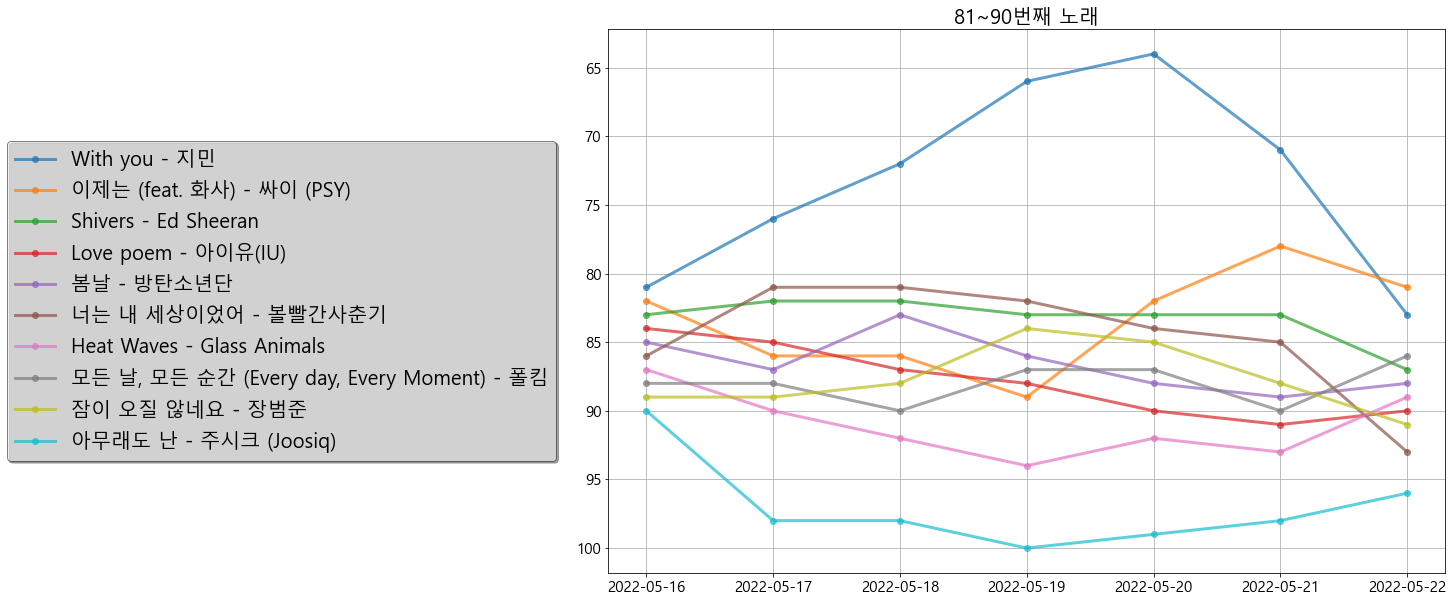 81~90번째 노래
With you - 지민
이제는 (feat. 화사) - 싸이 (PSY)
Shivers - Ed Sheeran
Love poem - 아이유(IU)
봄날 - 방탄소년단
너는 내 세상이었어 - 볼빨간사춘기
Heat Waves - Glass Animals
모든 날, 모든 순간 (Every day, Every Moment) - 폴킴
잠이 오질 않네요 - 장범준
아무래도 난 - 주시크 (Joosiq)
65
70
75
80
85
90
95
100
2022-05-16 2022-05-17 2022-05-18 2022-05-19 2022-05-20 2022-05-21 2022-05-22